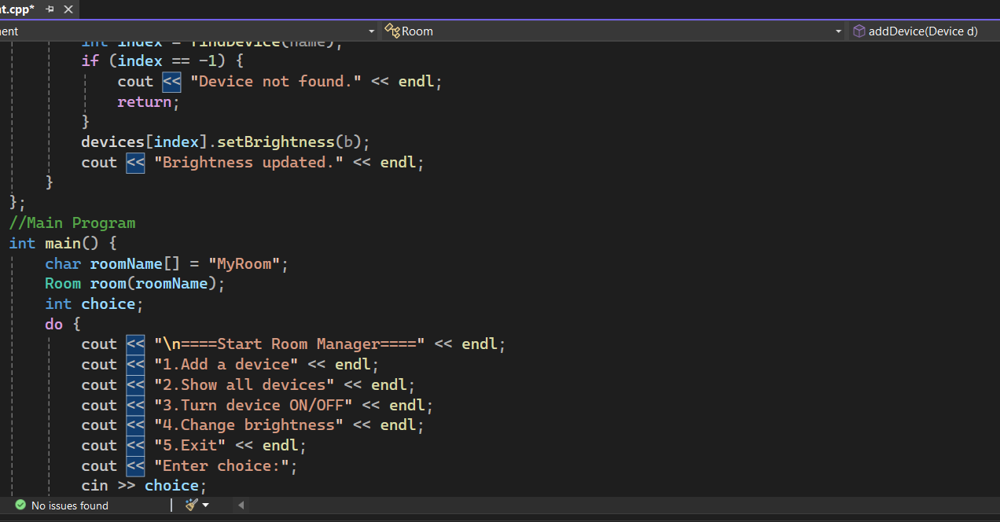 t.cpp*
ent
Room
addDevice(Device d)
int index = findDevice(name);
if (index == -1) {
cout << "Device not found." << endl;
return;
}
devices[index].setBrightness(b);
cout << "Brightness updated." << endl;
}
};
//Main Program
int main() {
char roomName[] = "MyRoom";
Room room(roomName);
int choice;
do {
cout << "\n====Start Room Manager====" << endl;
cout << "1.Add a device" << endl;
cout << "2.Show all devices" << endl;
cout << "3.Turn device ON/OFF" << endl;
cout << "4.Change brightness" << endl;
cout << "5.Exit" << endl;
cout << "Enter choice:";
cin >> choice;
No issues found